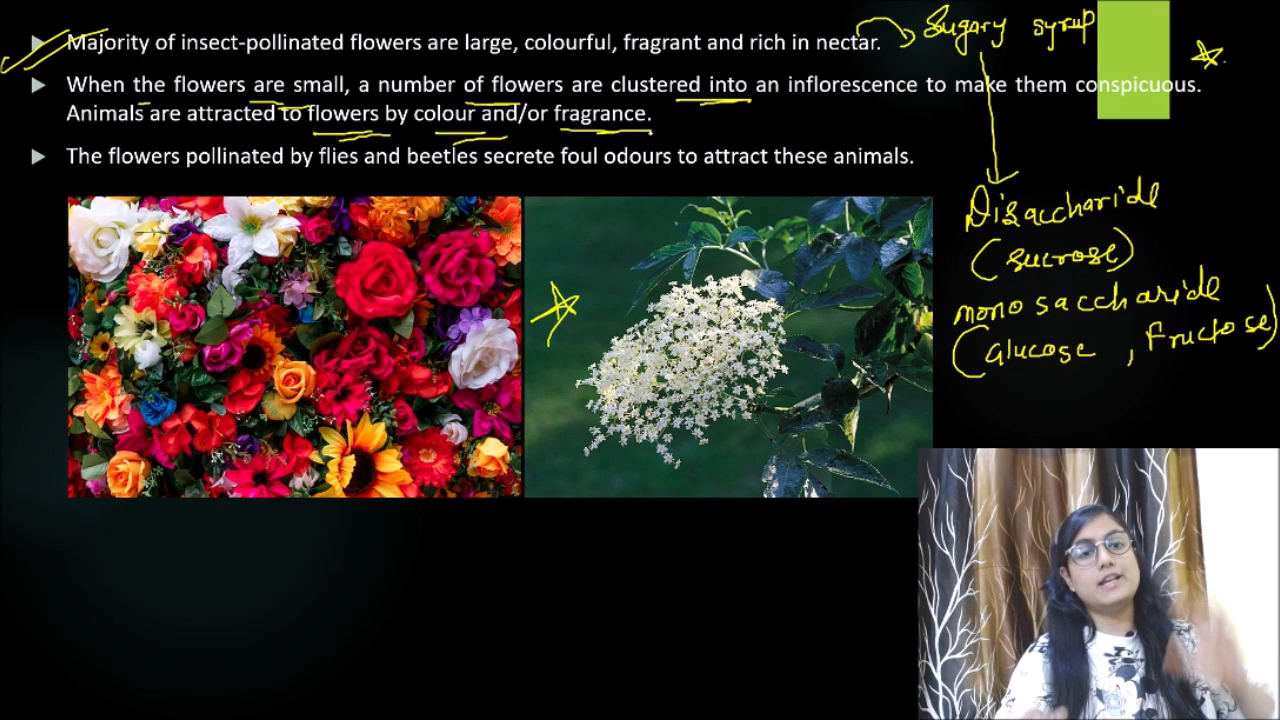 Majority of insect-pollinated flowers are large, colourful, fragrant and rich in nectar.
Sugary syrup
When the flowers are small, a number of flowers are clustered into an inflorescence to make them conspicuous.
Animals are attracted to flowers by colour and/or fragrance.
The flowers pollinated by flies and beetles secrete foul odours to attract these animals.
Disaccharide
(sucrose)
monosaccharide
(Glucose, Fructose)